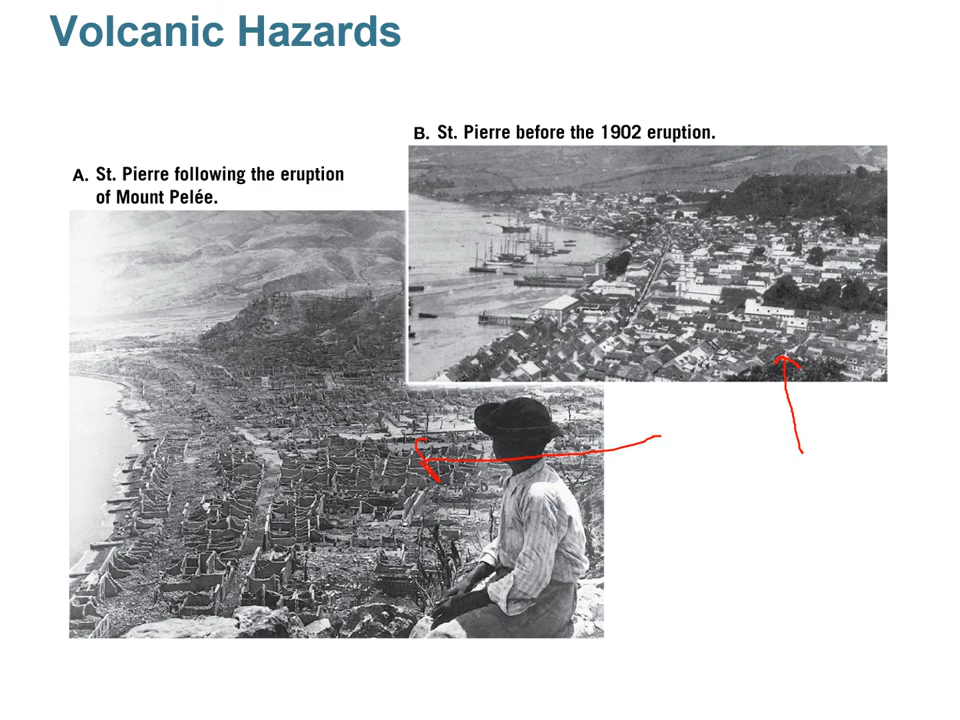 Volcanic Hazards
B. St. Pierre before the 1902 eruption.
A. St. Pierre following the eruption
of Mount Pelée.